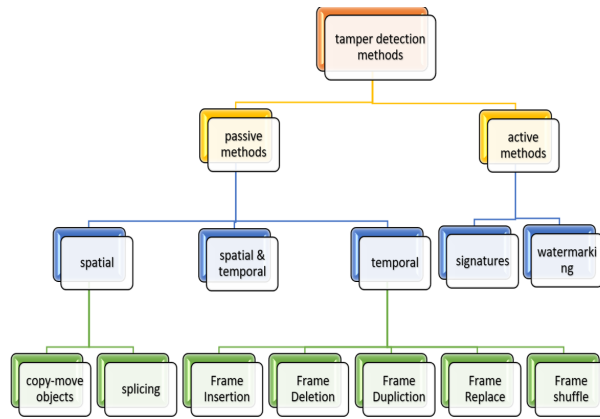 tamper detection
methods
passive
methods
active
methods
spatial
spatial &
temporal
temporal
signatures
watermarki
ng
copy-move
objects
splicing
Frame
Insertion
Frame
Deletion
Frame
Dupliction
Frame
Replace
Frame
shuffle